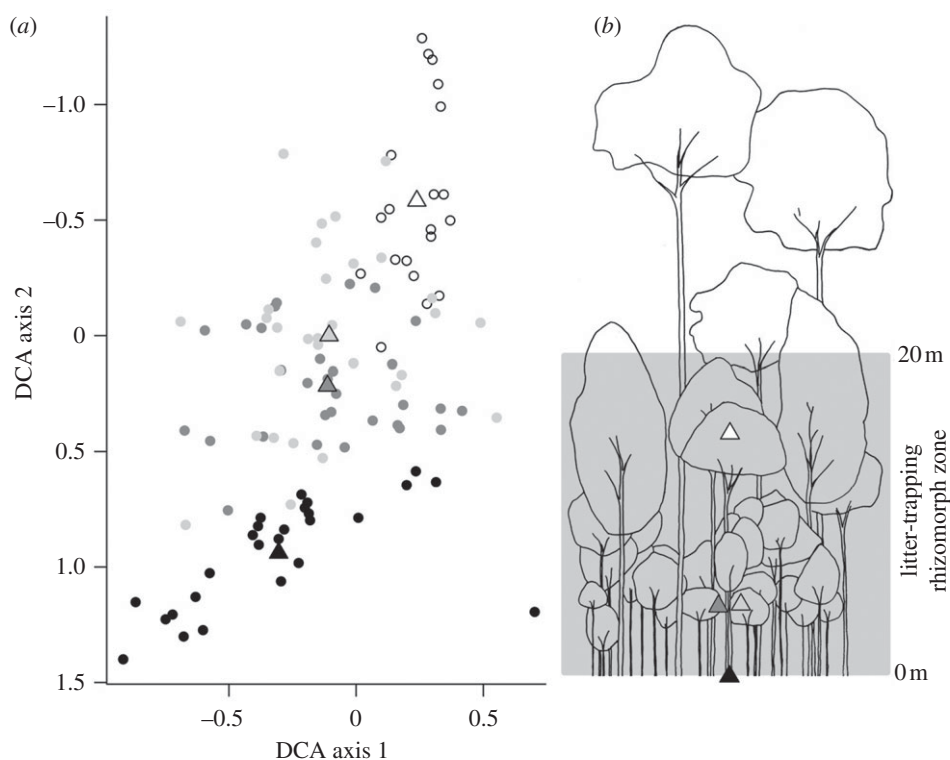 (a)
(b)
–1.0
–0.5
0
0.5
1.0
1.5
DCA axis 2
–0.5
0
0.5
DCA axis 1
20 m
litter-trapping
rhizomorph zone
0 m